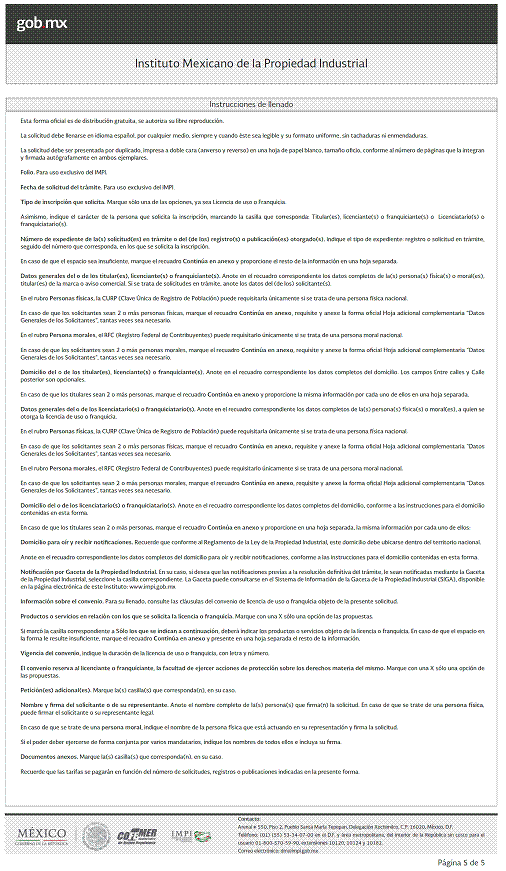 gob mx
Instituto Mexicano de la Propiedad Industrial
Instrucciones de llenado
Esta forma oficial es de distribución gratuita, se autoriza su libre reproducción.
La solicitud debe llenarse en idioma español, por cualquier medio, siempre y cuando éste sea legible y su formato uniforme, sin tachaduras ni enmendaduras.
La solicitud debe ser presentada por duplicado, impresa a doble cara (anverso y reverso) en una hoja de papel blanco, tamaño oficio, conforme al número de páginas que la integran
y firmada autógrafamente en ambos ejemplares.
Folio. Para uso exclusivo del IMPI.
Fecha de solicitud del trámite. Para uso exclusivo del IMPI.
Tipo de inscripción que solicita. Marque sólo una de las opciones, ya sea Licencia de uso o Franquicia.
Asimismo, indique el carácter de la persona que solicita la inscripción, marcando la casilla que corresponda: Titular(es), licenciante(s) o franquiciante(s) o Licenciatario(s) o
franquiciatario(s).
Número de expediente de la(s) solicitud(es) en trámite o del (de los) registro(s) o publicación(es) otorgado(s). Indique el tipo de expediente: registro o solicitud en trámite,
seguido del número que corresponda, en los que se solicita la inscripción.
En caso de que el espacio sea insuficiente, marque el recuadro Continúa en anexo y proporcione el resto de la información en una hoja separada.
Datos generales del o de los titular(es), licenciante(s) o franquiciante(s). Anote en el recuadro correspondiente los datos completos de la(s) persona(s) física(s) o moral(es),
titular(es) de la marca o aviso comercial. Si se trata de solicitudes en trámite, anote los datos del (de los) solicitante(s).
En el rubro Personas físicas, la CURP (Clave Única de Registro de Población) puede requisitarla únicamente si se trata de una persona física nacional.
En caso de que los solicitantes sean 2 o más personas físicas, marque el recuadro Continúa en anexo, requisite y anexe la forma oficial Hoja adicional complementaria "Datos
Generales de los Solicitantes", tantas veces sea necesario.
En el rubro Persona morales, el RFC (Registro Federal de Contribuyentes) puede requisitarlo únicamente si se trata de una persona moral nacional.
En caso de que los solicitantes sean 2 o más personas morales, marque el recuadro Continúa en anexo, requisite y anexe la forma oficial Hoja adicional complementaria "Datos
Generales de los Solicitantes", tantas veces sea necesario.
Domicilio del o de los titular(es), licenciante(s) o franquiciante(s), Anote en el recuadro correspondiente los datos completos del domicilio. Los campos Entre calles y Calle
posterior son opcionales.
En caso de que los titulares sean 2 o más personas, marque el recuadro Continúa en anexo y proporcione la misma información por cada uno de ellos en una hoja separada.
Datos generales del o de los licenciatario(s) o franquiciatario(s). Anote en el recuadro correspondiente los datos completos de la(s) persona(s) física(s) o moral(es), a quien se
otorga la licencia de uso o franquicia.
En el rubro Personas físicas, la CURP (Clave Única de Registro de Población) puede requisitarla únicamente si se trata de una persona física nacional.
En caso de que los solicitantes sean 2 o más personas físicas, marque el recuadro Continúa en anexo, requisite y anexe la forma oficial Hoja adicional complementaria "Datos
Generales de los Solicitantes", tantas veces sea necesario.
En el rubro Persona morales, el RFC (Registro Federal de Contribuyentes) puede requisitarlo únicamente si se trata de una persona moral nacional.
En caso de que los solicitantes sean 2 o más personas morales, marque el recuadro Continúa en anexo, requisite y anexe la forma oficial Hoja adicional complementaria "Datos
Generales de los Solicitantes", tantas veces sea necesario.
Domicilio del o de los licenciatario(s) o franquiciatario(s). Anote en el recuadro correspondiente los datos completos del domicilio, conforme a las instrucciones para el domicilio
contenidas en esta forma.
En caso de que los titulares sean 2 o más personas, marque el recuadro Continúa en anexo y proporcione en una hoja separada, la misma información por cada uno de ellos:
Domicilio para oír y recibir notificaciones. Recuerde que conforme al Reglamento de la Ley de la Propiedad Industrial, este domicilio debe ubicarse dentro del territorio nacional.
Anote en el recuadro correspondiente los datos completos del domicilio para oír y recibir notificaciones, conforme a las instrucciones para el domicilio contenidas en esta forma.
Notificación por Gaceta de la Propiedad Industrial. En su caso, si desea que las notificaciones previas a la resolución definitiva del trámite, le sean notificadas mediante la Gaceta
de la Propiedad Industrial, seleccione la casilla correspondiente. La Gaceta puede consultarse en el Sistema de Información de la Gaceta de la Propiedad Industrial (SIGA), disponible
en la página electrónica de este Instituto: www.impi.gob.mx
Información sobre el convenio. Para su llenado, consulte las cláusulas del convenio de licencia de uso o franquicia objeto de la presente solicitud.
Productos o servicios en relación con los que se solicita la licencia o franquicia. Marque con una X sólo una de las propuestas.
Si marcó la casilla correspondiente a Sólo los que se indican a continuación, deberá indicar los productos o servicios objeto de la licencia o franquicia. En caso de que el espacio en
la forma le resulte insuficiente, marque el recuadro Continúa en anexo y presente en una hoja separada el resto de la información.
Vigencia del convenio, indique la duración de la licencia de uso o franquicia, con letra y número.
El convenio reserva al licenciante o franquiciante, la facultad de ejercer acciones de protección sobre los derechos materia del mismo. Marque con una X sólo una opción de
las propuestas.
Petición(es) adicional(es). Marque la(s) casilla(s) que corresponda(n), en su caso.
Nombre y firma del solicitante o de su representante. Anote el nombre completo de la(s) persona(s) que firma(n) la solicitud. En caso de que se trate de una persona física,
puede firmar el solicitante o su representante legal.
En caso de que se trate de una persona moral, indique el nombre de la persona física que está actuando en su representación y firma la solicitud.
Si el poder deber ejercerse de forma conjunta por varios mandatarios, indique los nombres de todos ellos e incluya su firma.
Documentos anexos. Marque la(s) casilla(s) que corresponda(n), en su caso.
Recuerde que las tarifas se pagarán en función del número de solicitudes, registros o publicaciones indicadas en la presente forma.
MÉXICO
GOBIERNO DE LA REPÚBLICA
COFEMER
IMPI
Contacto:
Arenal # 550, Piso 2, Pueblo Santa María Tepepan, Delegación Xochimilco, C.P. 16020, México, D.F.
Teléfono: (01) (55) 53-34-07-00 en el D.F. y área metropolitana, del interior de la República sin costo para el
usuario 01-800-570-59-90, extensiones 10120, 10124 y
Correo electrónico:
Página 5 de 5